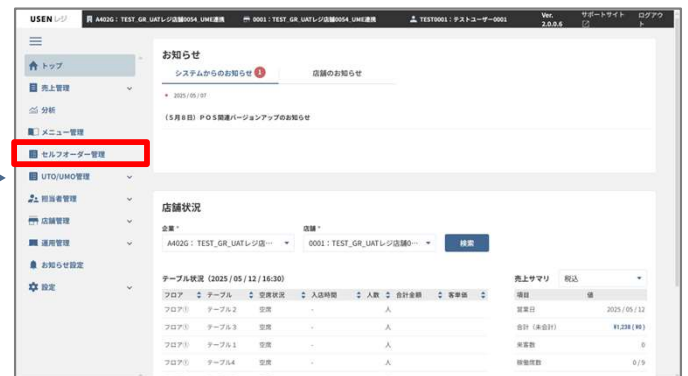 USEN レジ A402G : TEST_GR_UATレジ店舗0054_UME連携 0001 : TEST_GR_UATレジ店舗0054_UME連携 TEST0001 : テストユーザー0001 Ver. 2.0.0.6 サポートサイト ログアウト
トップ
売上管理
分析
メニュー管理
セルフオーダー管理
UTO/UMO管理
担当者管理
店舗管理
運用管理
お知らせ設定
設定
お知らせ
システムからのお知らせ 1 店舗のお知らせ
2025/05/07
(5月8日) POS関連バージョンアップのお知らせ
店舗状況
企業 * 店舗 *
A402G : TEST_GR_UATレジ店… 0001 : TEST_GR_UATレジ店舗0… 検索
テーブル状況 (2025/05/12/16:30)
フロア テーブル 空席状況 入店時間 人数 合計金額 客単価
フロア① テーブル2 空席 - 人
フロア① テーブル3 空席 - 人
フロア① テーブル1 空席 - 人
フロア① テーブル4 空席 - 人
売上サマリ 税込
項目 値
営業日 2025/05/12
合計 (未会計) ¥1,238 (¥0)
来客数 0
稼働席数 0/9